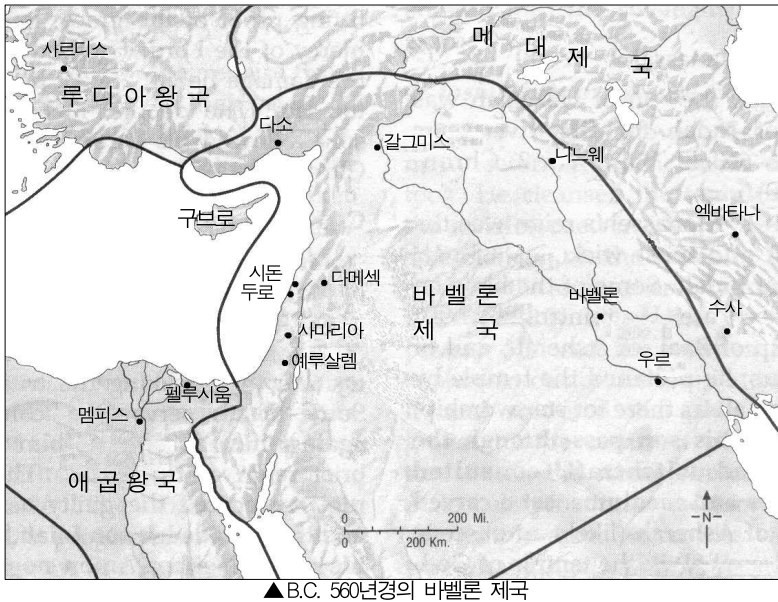 메 대 제 국
사르디스
루 디 아 왕 국
다소
갈그미스
니느웨
구브로
엑바타나
시돈
두로
다메섹
바 벨 론
제 국
바벨론
수사
사마리아
예루살렘
우르
펠루시움
멤피스
애 굽 왕 국
0 200 Mi.
0 200 Km.
N
▲B.C. 560년경의 바벨론 제국